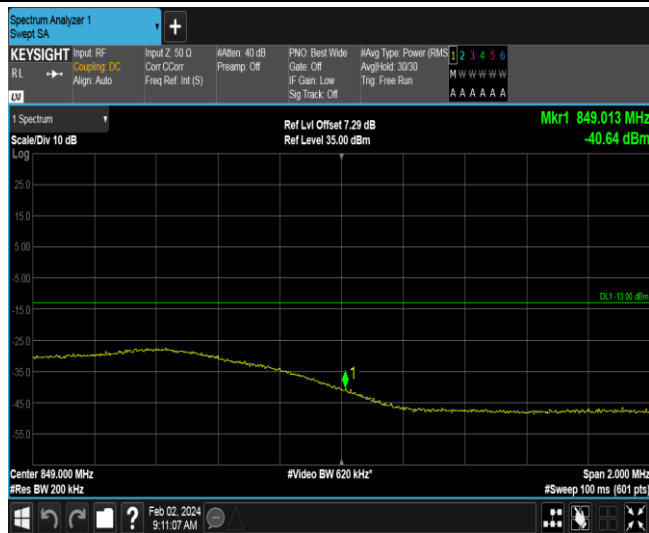 Spectrum Analyzer 1
Swept SA
+
KEYSIGHT
RL
Input: RF
Coupling: DC
Align: Auto
Input Z: 50 Ω
Corr CCorr
Freq Ref: Int (S)
#Atten: 40 dB
Preamp: Off
PNO: Best Wide
Gate: Off
IF Gain: Low
Sig Track: Off
#Avg Type: Power (RMS
Avg|Hold: 30/30
Trig: Free Run
1 2 3 4 5 6
M W W W W W
A A A A A A
1 Spectrum
Scale/Div 10 dB
Log
Ref Lvl Offset 7.29 dB
Ref Level 35.00 dBm
Mkr1 849.013 MHz
-40.64 dBm
25.0
15.0
5.00
-5.00
-15.0
-25.0
-35.0
-45.0
-55.0
DL1 -13.00 dBm
1
Center 849.000 MHz
#Res BW 200 kHz
#Video BW 620 kHz*
Span 2.000 MHz
#Sweep 100 ms (601 pts)
?
Feb 02, 2024
9:11:07 AM